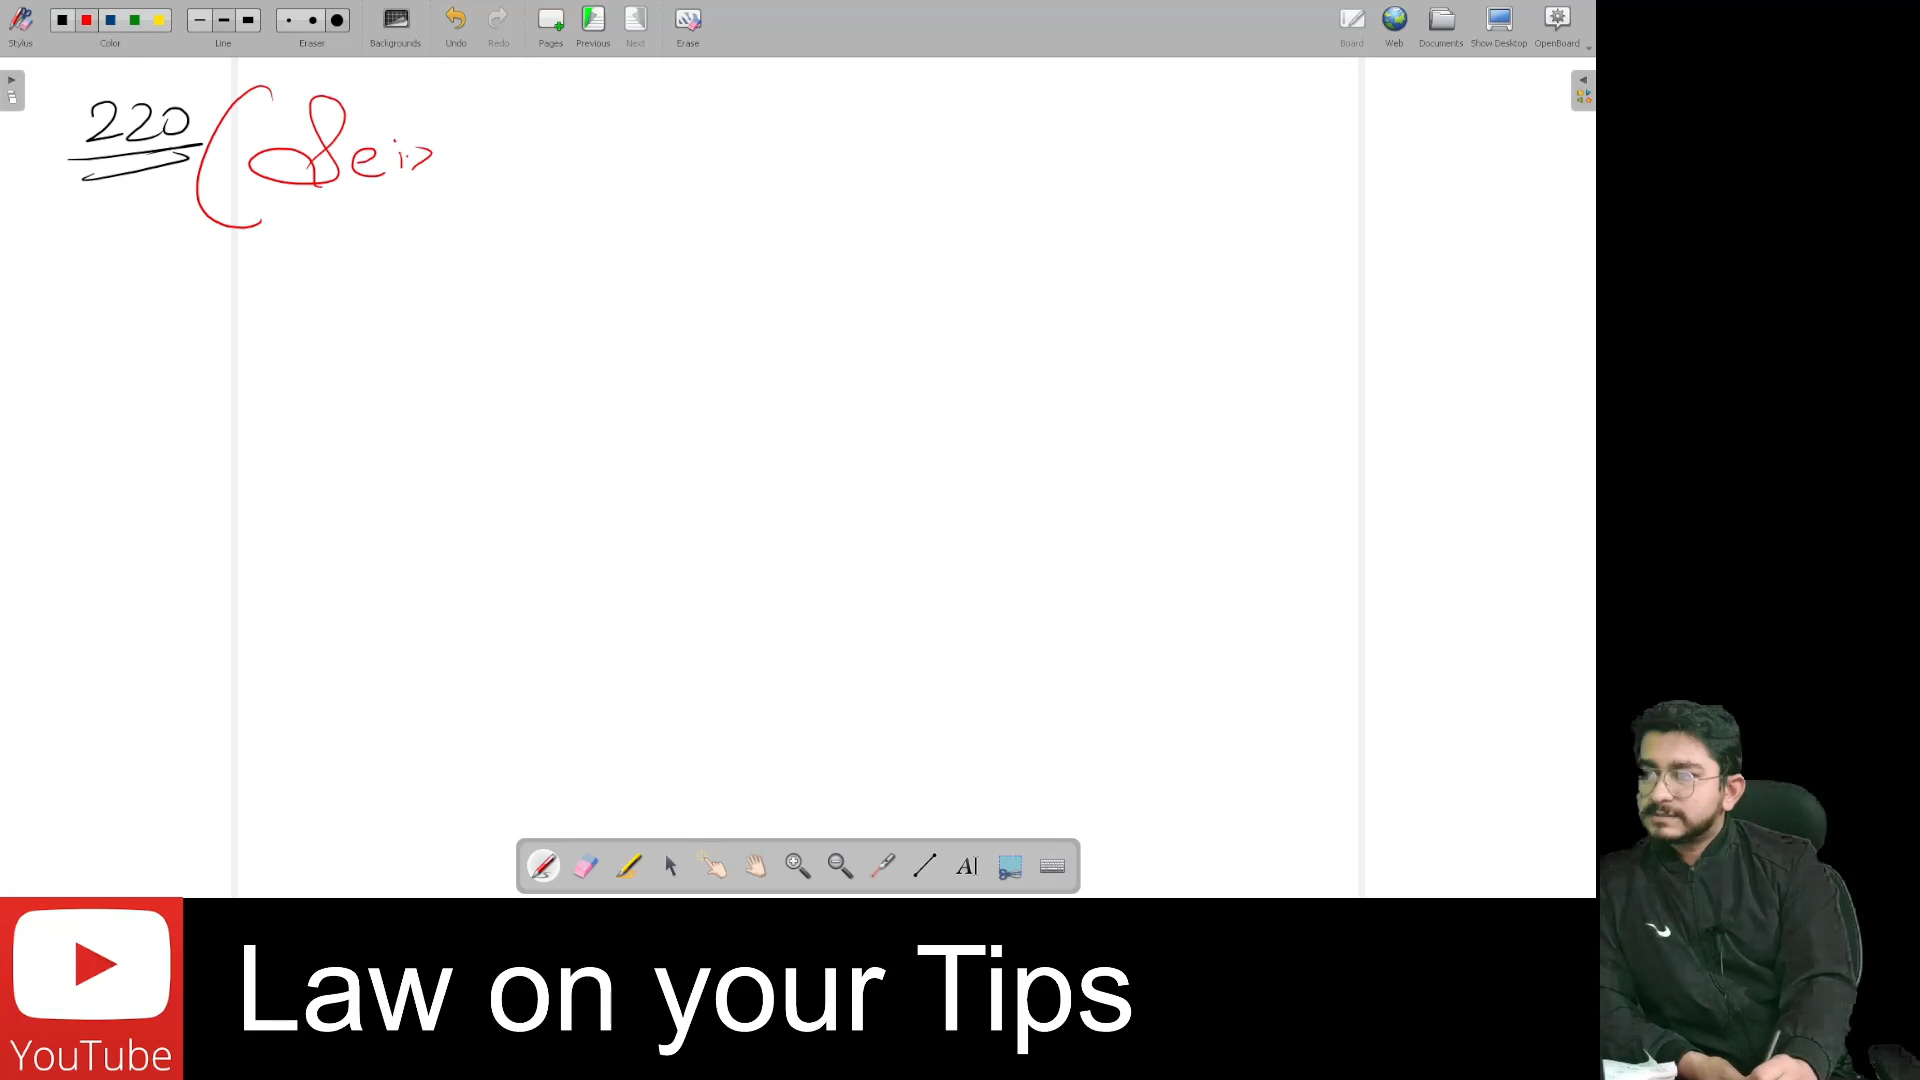 Stylus
Color
Line
Eraser
Backgrounds
Undo
Redo
Pages
Previous
Next
Erase
Board
Web
Documents
Show Desktop
OpenBoard
220 (Sei
A
YouTube
Law on your Tips